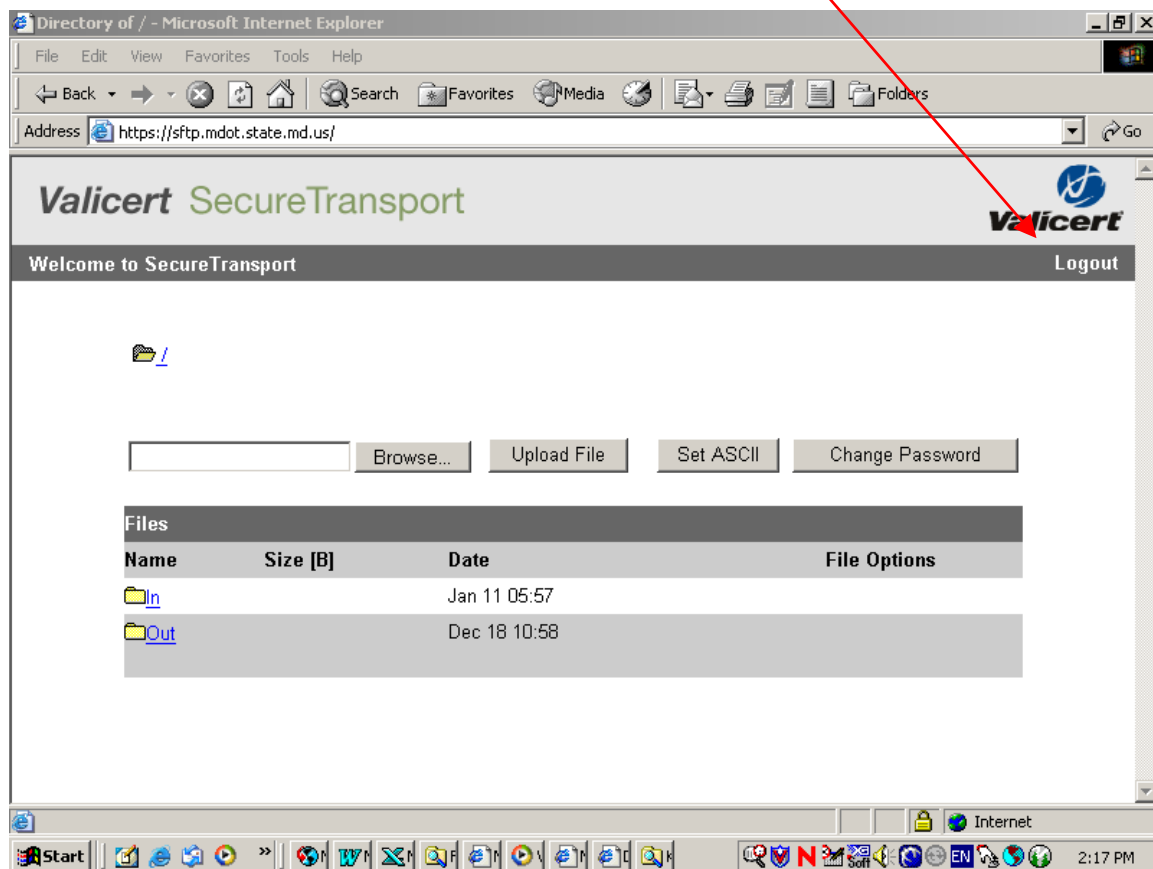 Directory of / - Microsoft Internet Explorer
File Edit View Favorites Tools Help
Back Search Favorites Media Folders
Address https://sftp.mdot.state.md.us/ Go
Valicert SecureTransport
Valicert
Welcome to SecureTransport Logout
/
Browse... Upload File Set ASCII Change Password
Files
Name Size [B] Date File Options
In Jan 11 05:57
Out Dec 18 10:58
Internet
Start » EN 2:17 PM